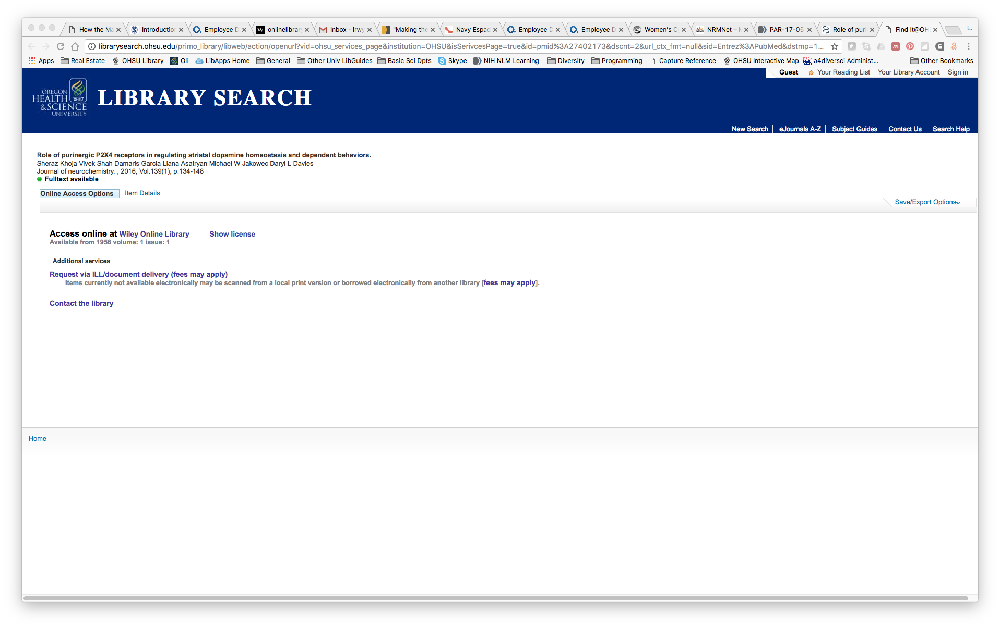 How the Ma
Introduction
Employee D
onlinelibrar
Inbox - lrwy
"Making the
Navy Espad
Employee D
Employee D
Women's C
NRMNet –
PAR-17-05
Role of puri
Find It@OH
L.
librarysearch.ohsu.edu/primo_library/libweb/action/openurl?vid=ohsu_services_page&institution=OHSU&isSerivcesPage=true&id=pmid%3A27402173&dscnt=2&url_ctx_fmt=null&sid=Entrez%3APubMed&dstmp=1...
Apps Real Estate OHSU Library Oli LibApps Home General Other Univ LibGuides Basic Sci Dpts Skype NIH NLM Learning Diversity Programming Capture Reference OHSU Interactive Map a4diversci Administ... Other Bookmarks
Guest Your Reading List Your Library Account Sign in
OREGON
HEALTH
&SCIENCE
UNIVERSITY
OHSU
LIBRARY SEARCH
New Search eJournals A-Z Subject Guides Contact Us Search Help
Role of purinergic P2X4 receptors in regulating striatal dopamine homeostasis and dependent behaviors.
Sheraz Khoja Vivek Shah Damaris Garcia Liana Asatryan Michael W Jakowec Daryl L Davies
Journal of neurochemistry. , 2016, Vol.139(1), p.134-148
Fulltext available
Online Access Options Item Details
Save/Export Options
Access online at Wiley Online Library Show license
Available from 1956 volume: 1 issue: 1
Additional services
Request via ILL/document delivery (fees may apply)
Items currently not available electronically may be scanned from a local print version or borrowed electronically from another library [fees may apply].
Contact the library
Home